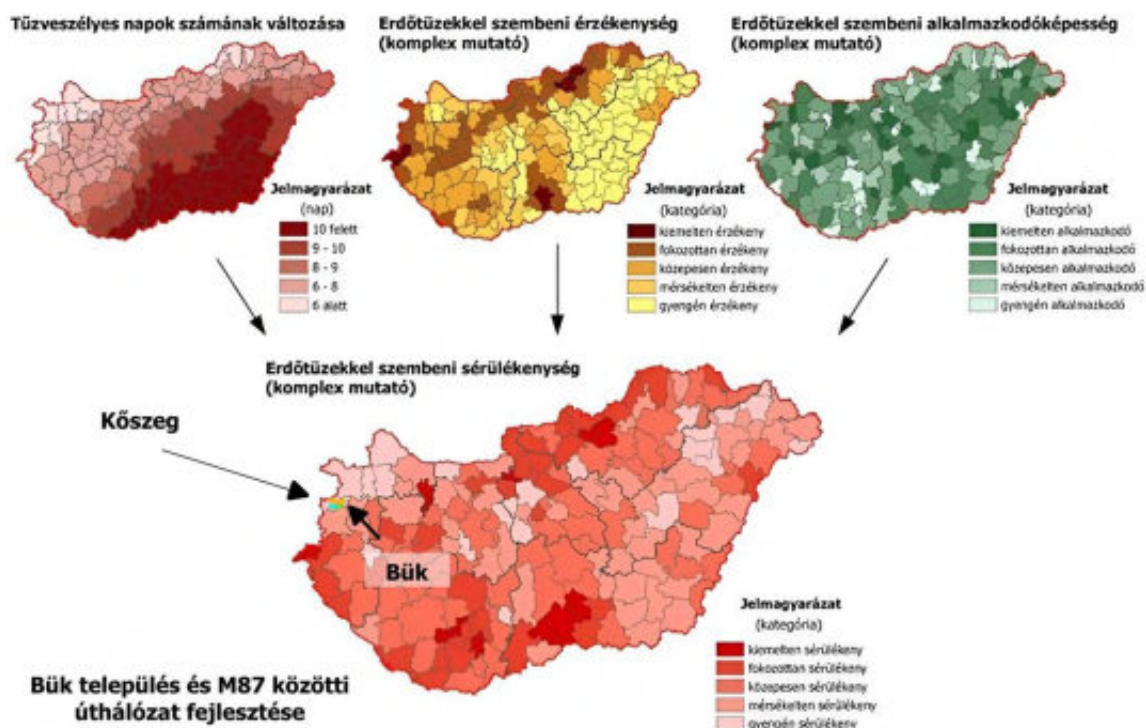 Tűzveszélyes napok számának változása
Erdőtüzekkel szembeni érzékenység
(komplex mutató)
Erdőtüzekkel szembeni alkalmazkodóképesség
(komplex mutató)
Jelmagyarázat
(nap)
10 felett
9 - 10
8 - 9
6 - 8
6 alatt
Jelmagyarázat
(kategória)
kiemelten érzékeny
fokozottan érzékeny
közepesen érzékeny
mérsékelten érzékeny
gyengén érzékeny
Jelmagyarázat
(kategória)
kiemelten alkalmazkodó
fokozottan alkalmazkodó
közepesen alkalmazkodó
mérsékelten alkalmazkodó
gyengén alkalmazkodó
Erdőtüzekkel szembeni sérülékenység
(komplex mutató)
Kőszeg
Bük
Jelmagyarázat
(kategória)
kiemelten sérülékeny
fokozottan sérülékeny
közepesen sérülékeny
mérsékelten sérülékeny
gyengén sérülékeny
Bük település és M87 közötti
úthálózat fejlesztése